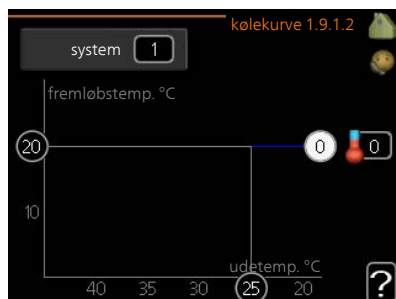 kølekurve 1.9.1.2
system 1
fremløbstemp. °C
20 0 0
10
udetemp. °C
40 35 30 25 20
?